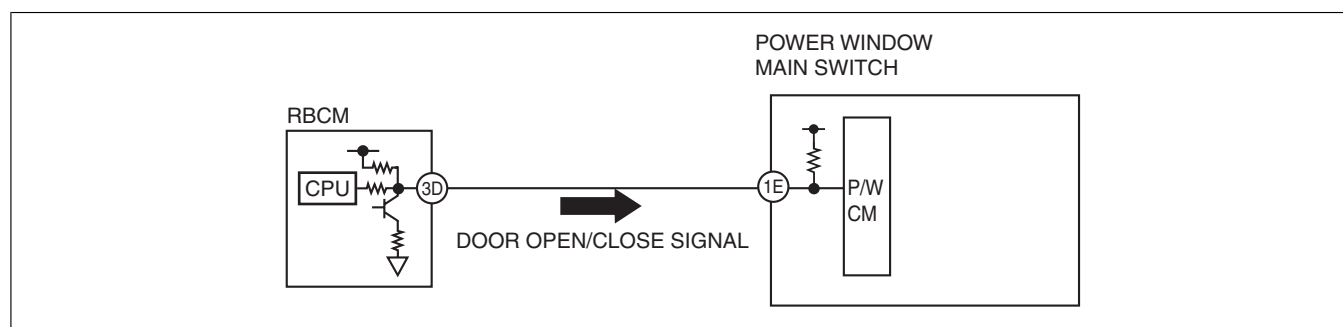 POWER WINDOW
MAIN SWITCH
RBCM
CPU
3D
1E
P/W
CM
DOOR OPEN/CLOSE SIGNAL